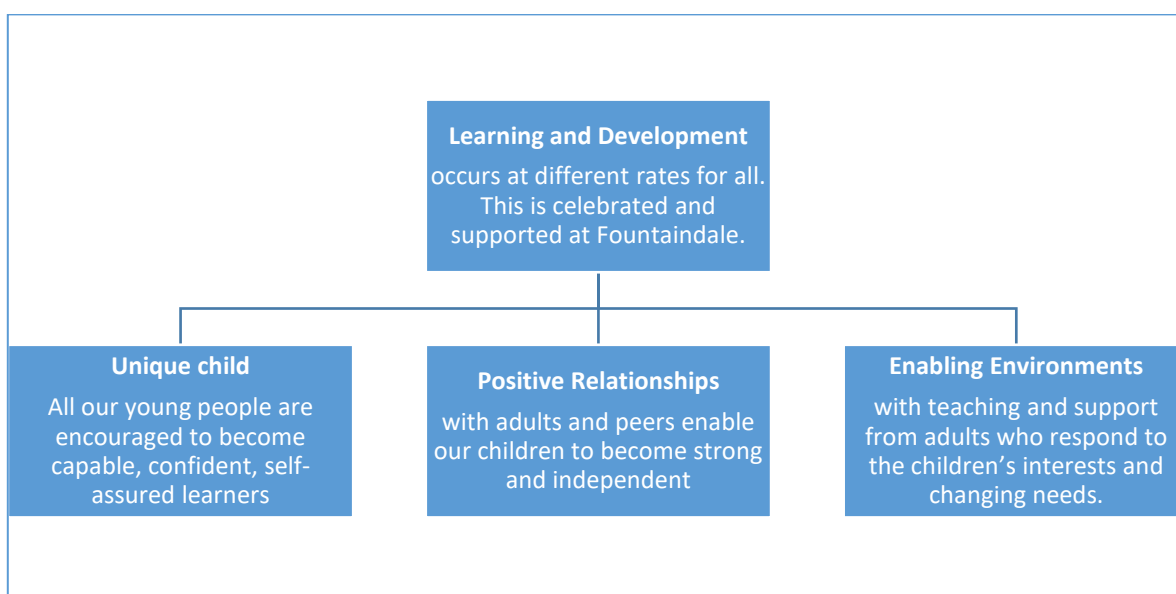 Learning and Development
occurs at different rates for all.
This is celebrated and
supported at Fountaindale.
Unique child
All our young people are
encouraged to become
capable, confident, self-
assured learners
Positive Relationships
with adults and peers enable
our children to become strong
and independent
Enabling Environments
with teaching and support
from adults who respond to
the children’s interests and
changing needs.